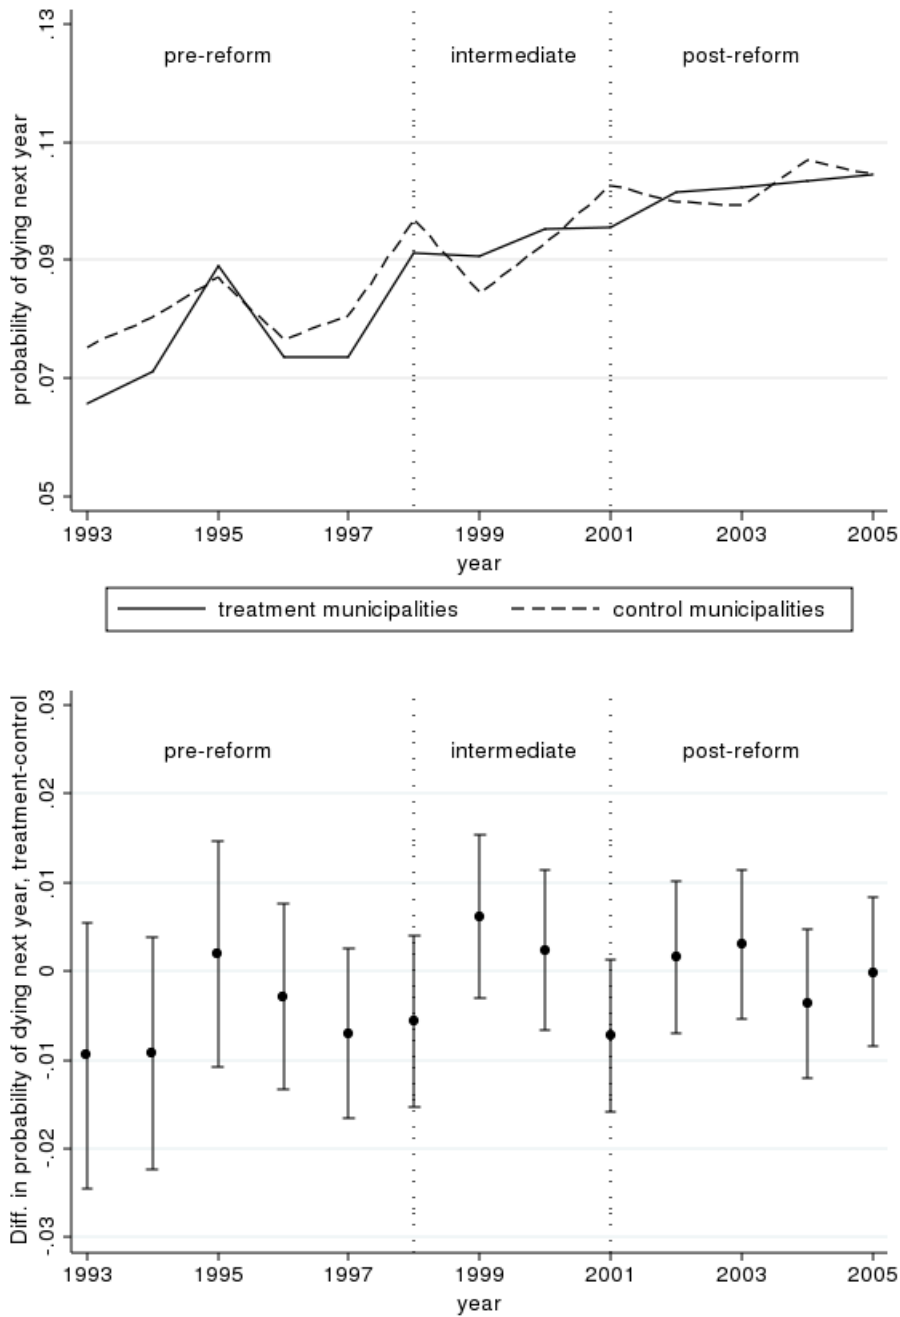 probability of dying next year
.13
.11
.09
.07
.05
pre-reform intermediate post-reform
1993 1995 1997 1999 2001 2003 2005
year
treatment municipalities control municipalities
Diff. in probability of dying next year, treatment-control
.03
.02
.01
0
-.01
-.02
-.03
pre-reform intermediate post-reform
1993 1995 1997 1999 2001 2003 2005
year